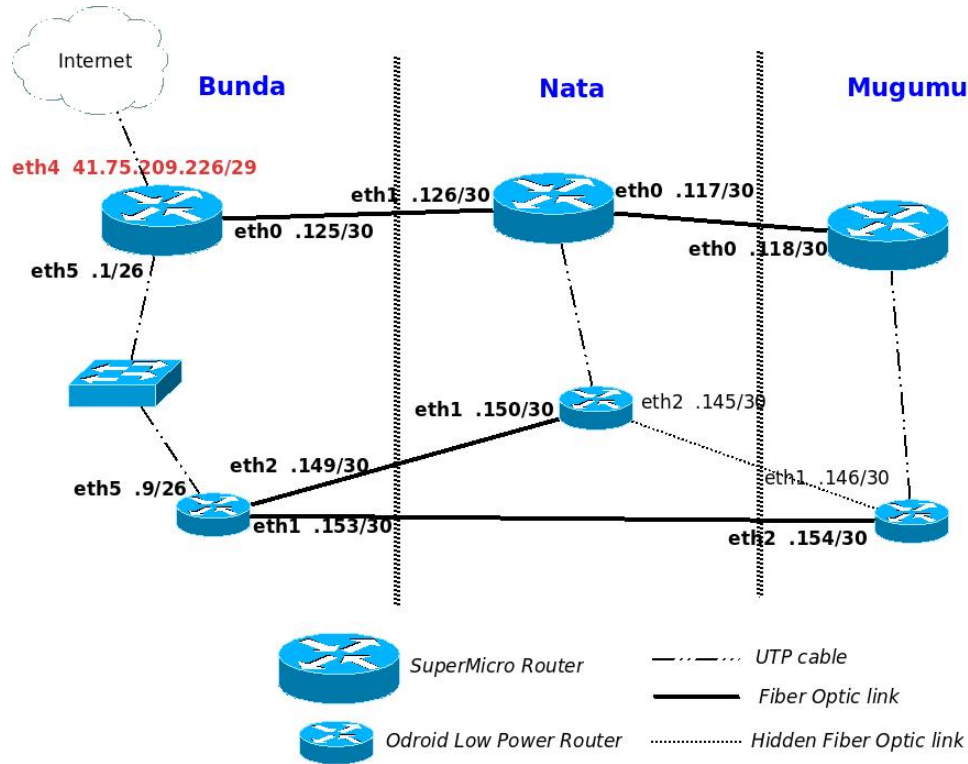 Internet
Bunda
Nata
Mugumu
eth4 41.75.209.226/29
eth1 .126/30
eth0 .117/30
eth0 .125/30
eth0 .118/30
eth5 .1/26
eth1 .150/30
eth2 .145/30
eth2 .149/30
eth1 .146/30
eth5 .9/26
eth1 .153/30
eth2 .154/30
SuperMicro Router
UTP cable
Fiber Optic link
Odroid Low Power Router
Hidden Fiber Optic link